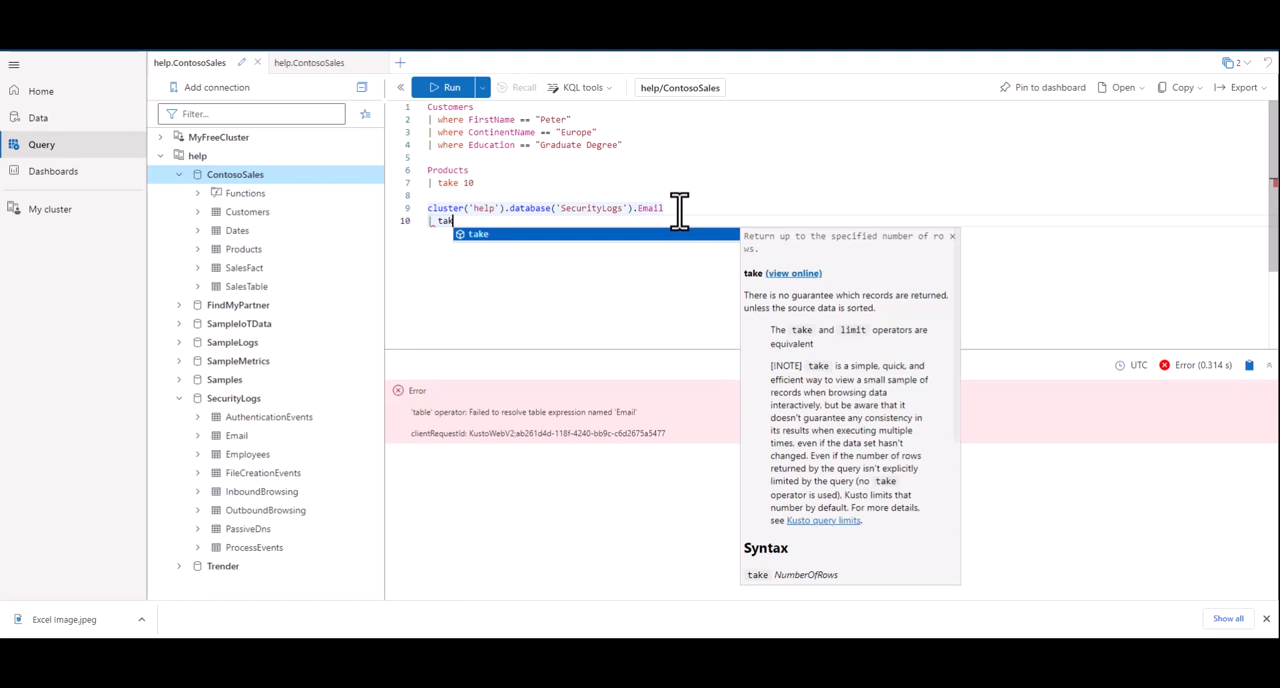 help.ContosoSales
help.ContosoSales
2
Home
Data
Query
Dashboards
My cluster
Add connection
Filter...
MyFreeCluster
help
ContosoSales
Functions
Customers
Dates
Products
SalesFact
SalesTable
FindMyPartner
SampleIoTData
SampleLogs
SampleMetrics
Samples
SecurityLogs
AuthenticationEvents
Email
Employees
FileCreationEvents
InboundBrowsing
OutboundBrowsing
PassiveDns
ProcessEvents
Trender
Run
Recall
KQL tools
help/ContosoSales
Pin to dashboard
Open
Copy
Export
1 Customers
2 | where FirstName == "Peter"
3 | where ContinentName == "Europe"
4 | where Education == "Graduate Degree"
5
6 Products
7 | take 10
8
9 cluster('help').database('SecurityLogs').Email
10 | tak
take
Return up to the specified number of ro
ws.
take (view online)
There is no guarantee which records are returned,
unless the source data is sorted.
The take and limit operators are
equivalent
[!NOTE] take is a simple, quick, and
efficient way to view a small sample of
records when browsing data
interactively, but be aware that it
doesn't guarantee any consistency in
its results when executing multiple
times, even if the data set hasn't
changed. Even if the number of rows
returned by the query isn't explicitly
limited by the query (no take
operator is used), Kusto limits that
number by default. For more details,
see Kusto query limits.
Syntax
take NumberOfRows
UTC
Error (0.314 s)
Error
'table' operator: Failed to resolve table expression named 'Email'
clientRequestId: KustoWebV2;ab261d4d-118f-4240-bb9c-c6d2675a5477
Excel Image.jpeg
Show all